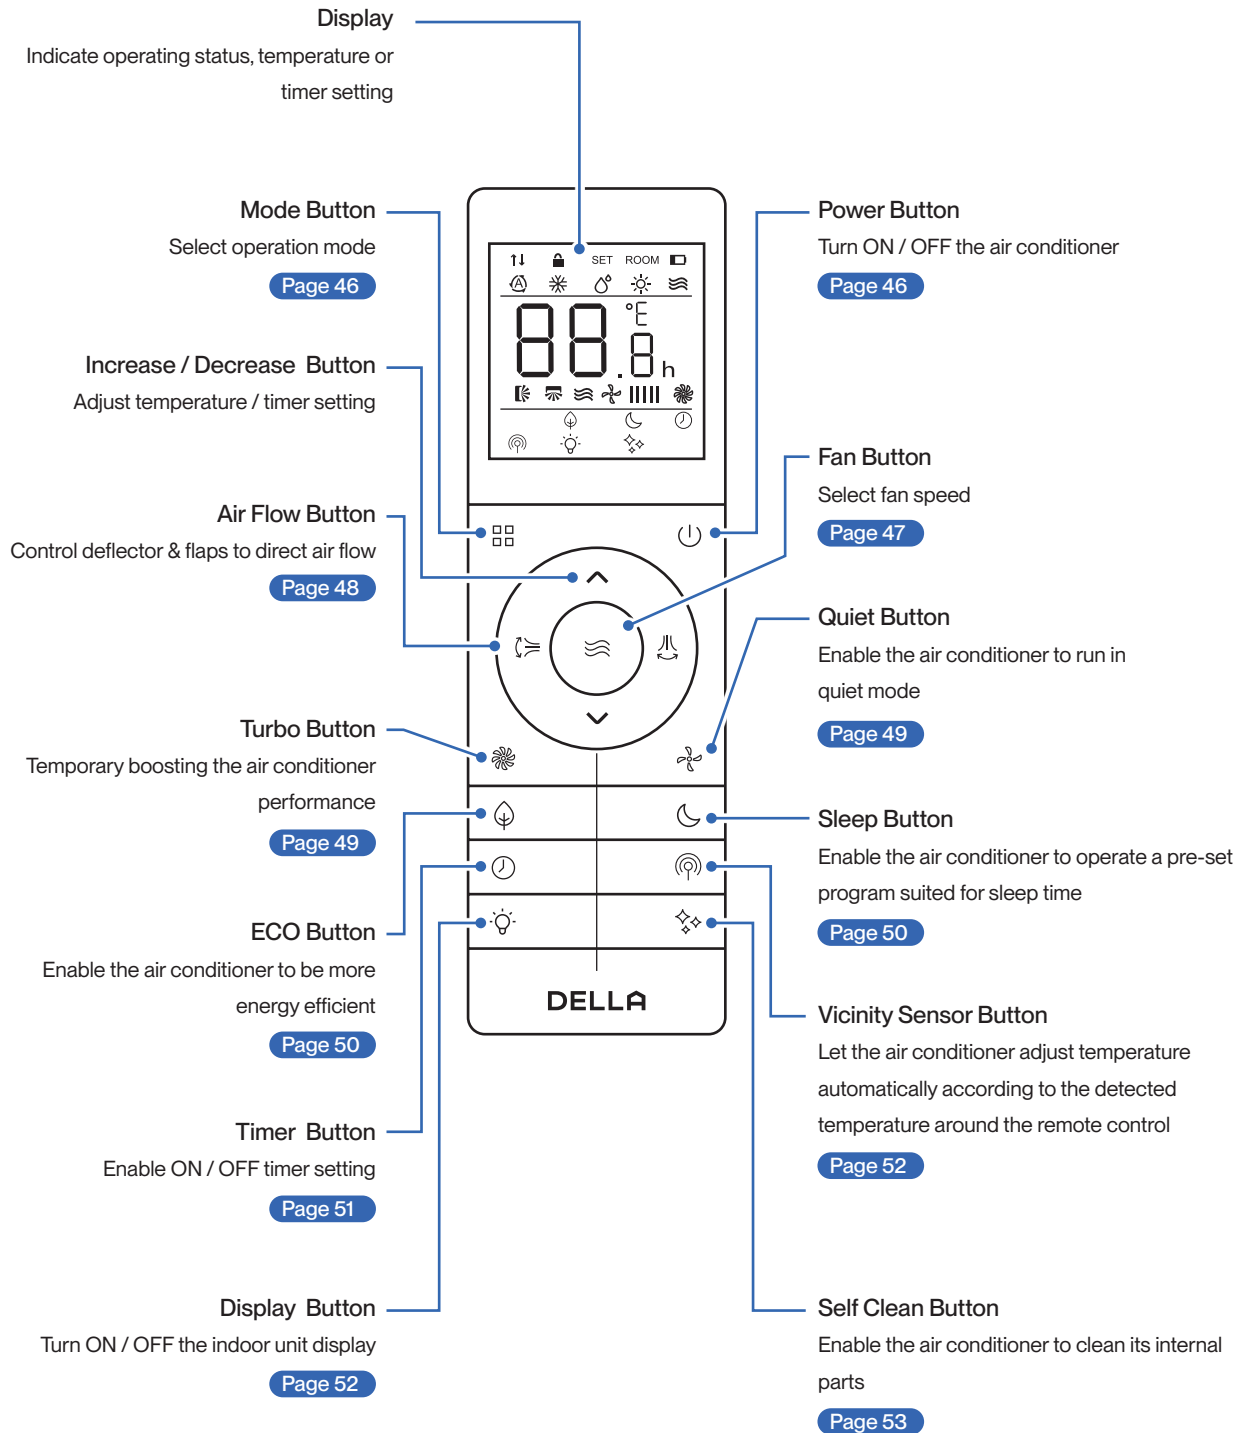 Display
Indicate operating status, temperature or
timer setting
Mode Button
Select operation mode
Page 46
Increase / Decrease Button
Adjust temperature / timer setting
Air Flow Button
Control deflector & flaps to direct air flow
Page 48
Turbo Button
Temporary boosting the air conditioner
performance
Page 49
ECO Button
Enable the air conditioner to be more
energy efficient
Page 50
Timer Button
Enable ON / OFF timer setting
Page 51
Display Button
Turn ON / OFF the indoor unit display
Page 52
SET ROOM
A
88.8 °E h
DELLA
Power Button
Turn ON / OFF the air conditioner
Page 46
Fan Button
Select fan speed
Page 47
Quiet Button
Enable the air conditioner to run in
quiet mode
Page 49
Sleep Button
Enable the air conditioner to operate a pre-set
program suited for sleep time
Page 50
Vicinity Sensor Button
Let the air conditioner adjust temperature
automatically according to the detected
temperature around the remote control
Page 52
Self Clean Button
Enable the air conditioner to clean its internal
parts
Page 53